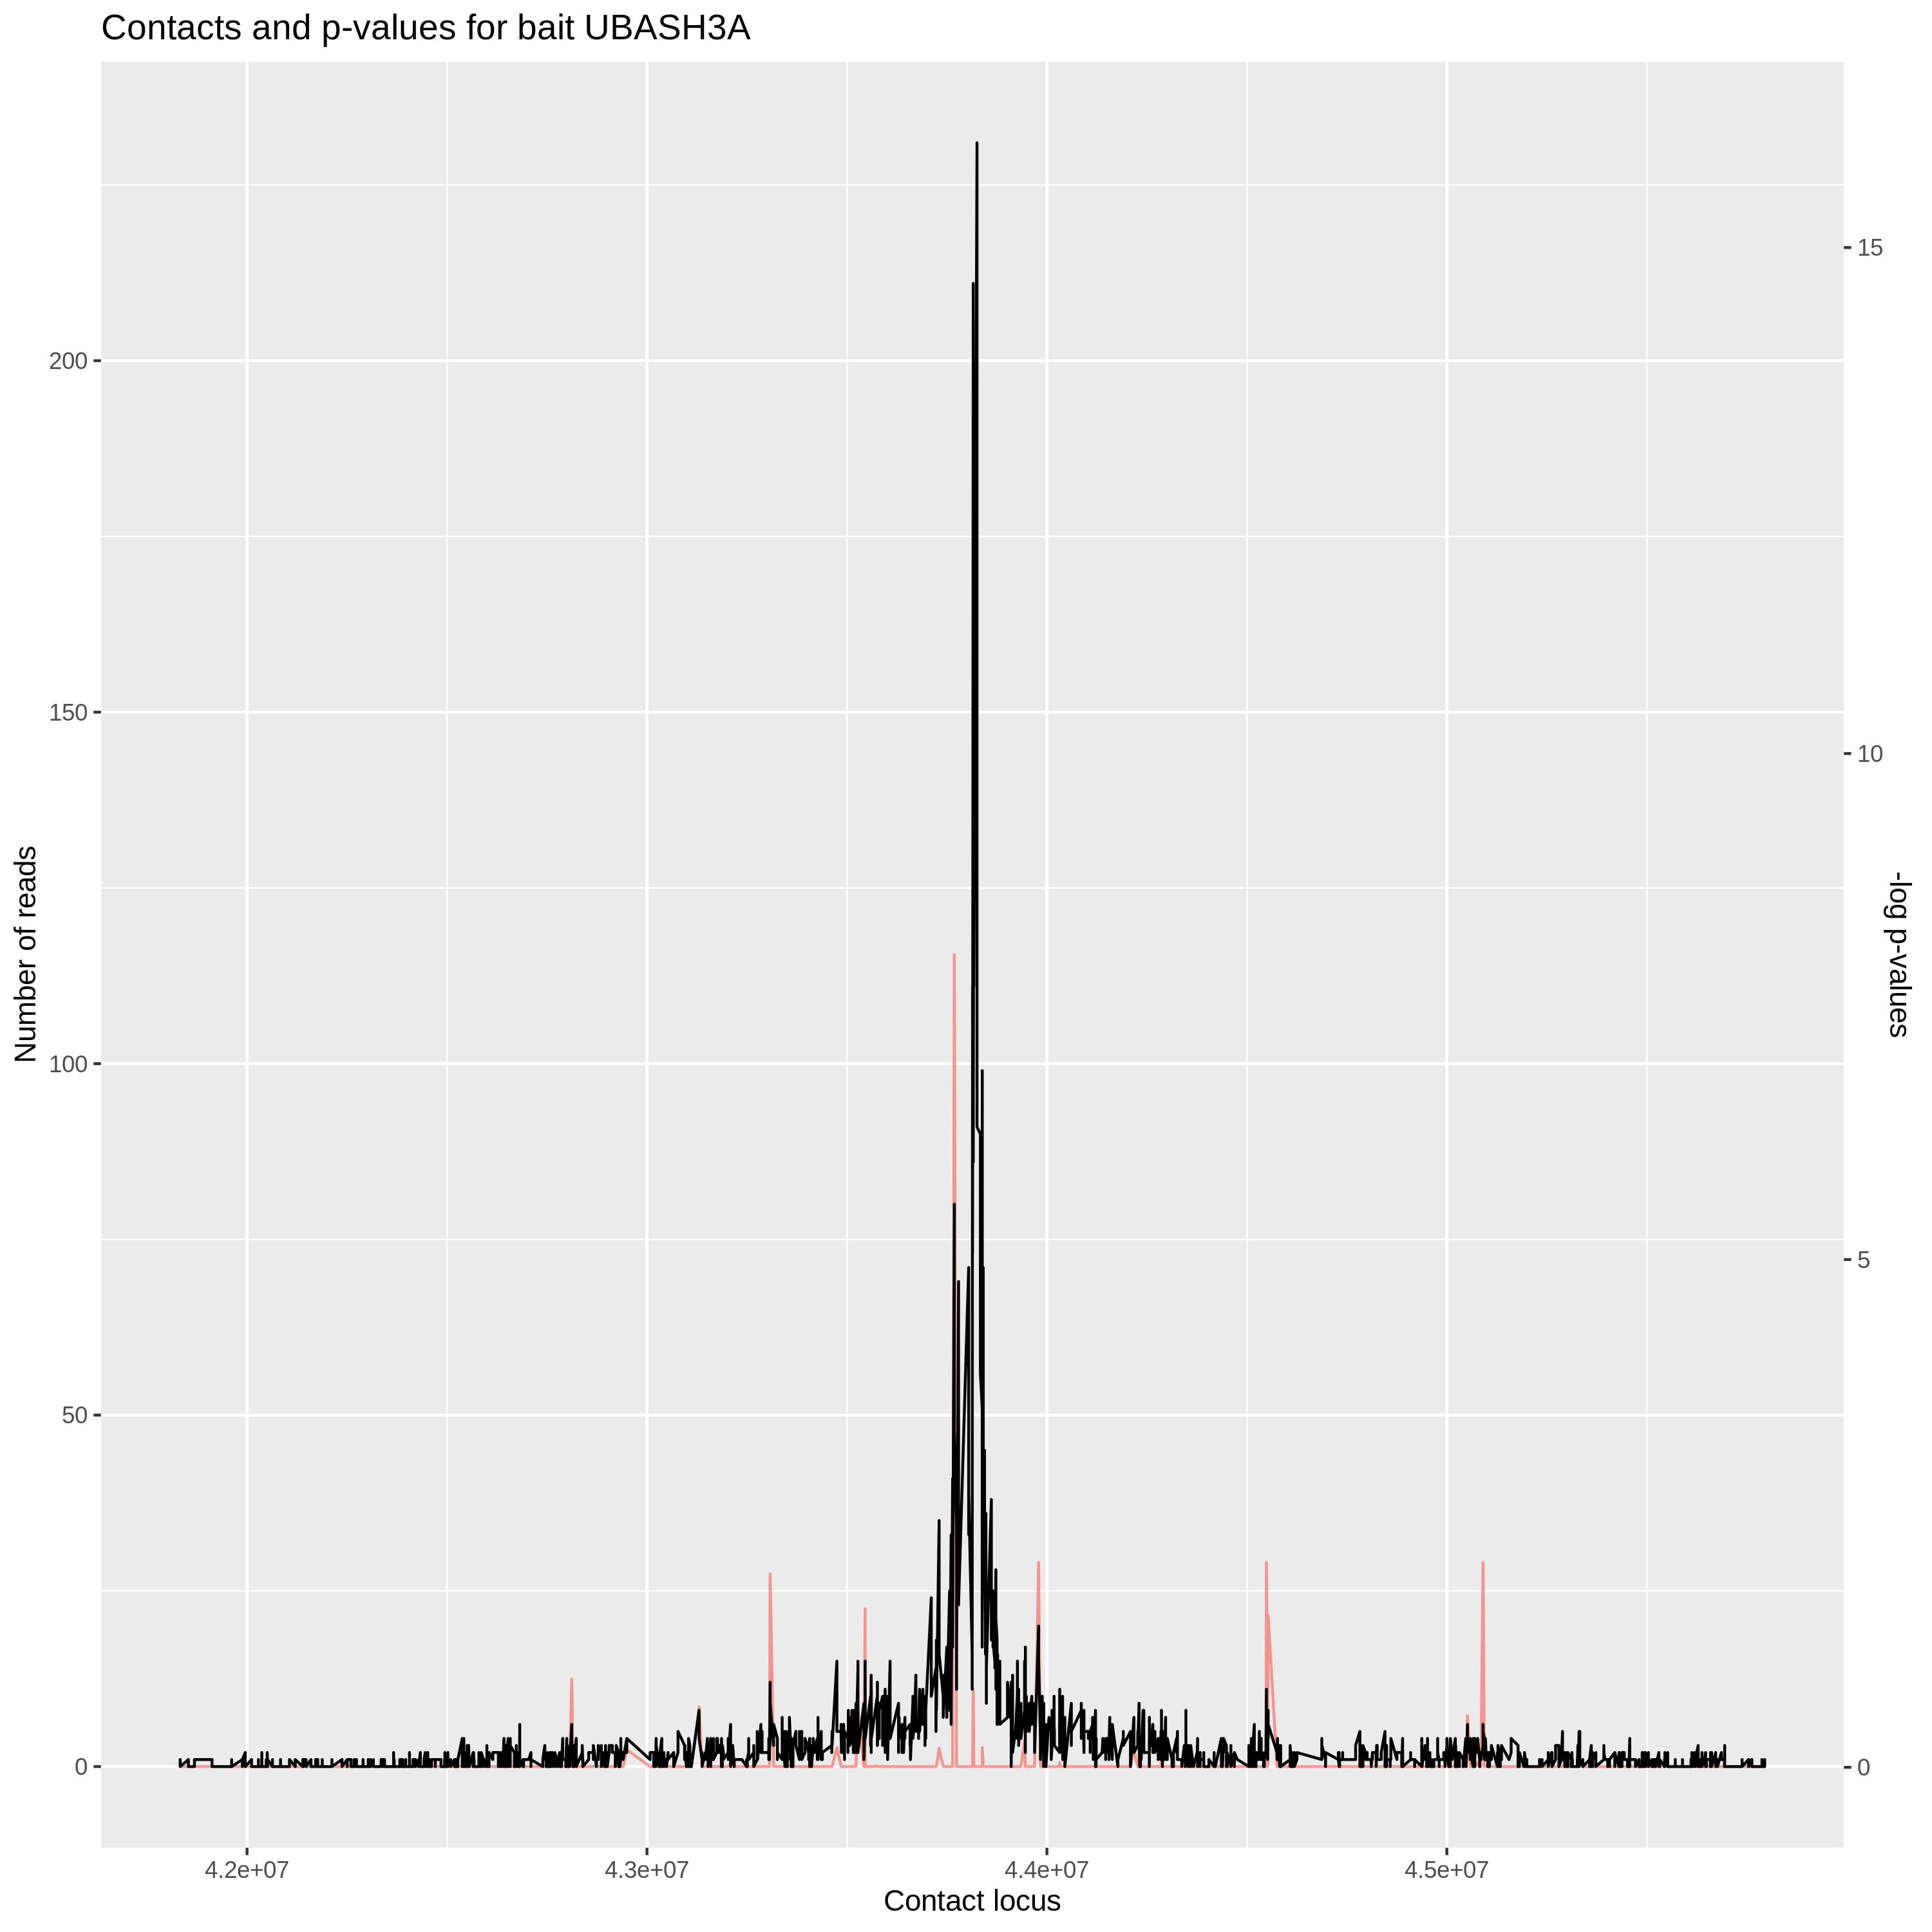 Contacts and p-values for bait UBASH3A
Number of reads
200
150
100
50
0
15
10
5
0
-log p-values
4.2e+07
4.3e+07
4.4e+07
4.5e+07
Contact locus